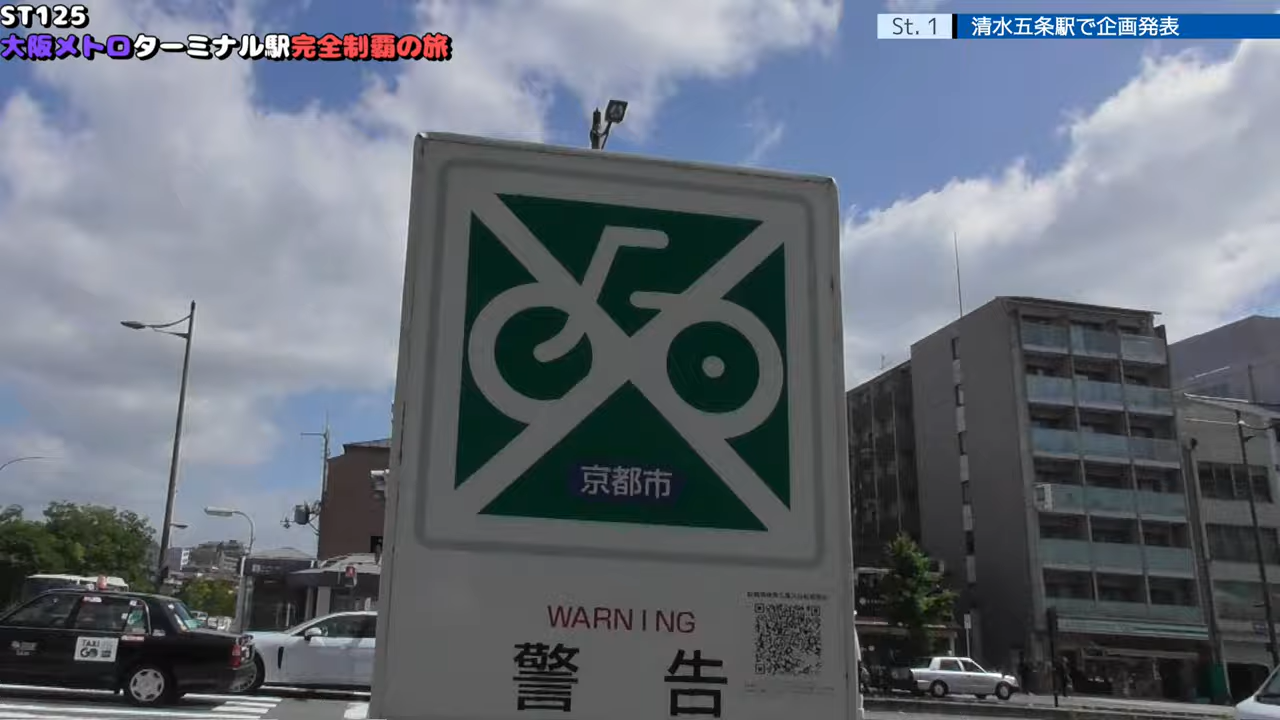 ST125
大阪メトロターミナル駅完全制覇の旅
St. 1
清水五条駅で企画発表
京都市
WARNING
警告
TAXI
GO